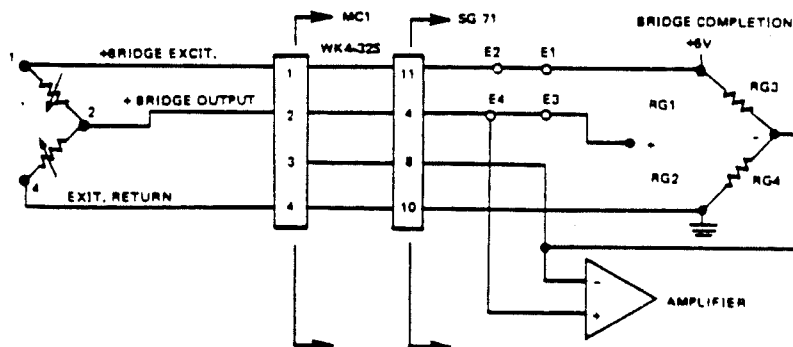 MC1
SG 71
BRIDGE COMPLETION
+6V
1
+BRIDGE EXCIT.
WK4-32S
E2
E1
1
11
RG3
+ BRIDGE OUTPUT
2
2
4
E4
E3
RG1
+
-
3
8
RG2
RG4
4
EXIT. RETURN
4
10
-
+
AMPLIFIER